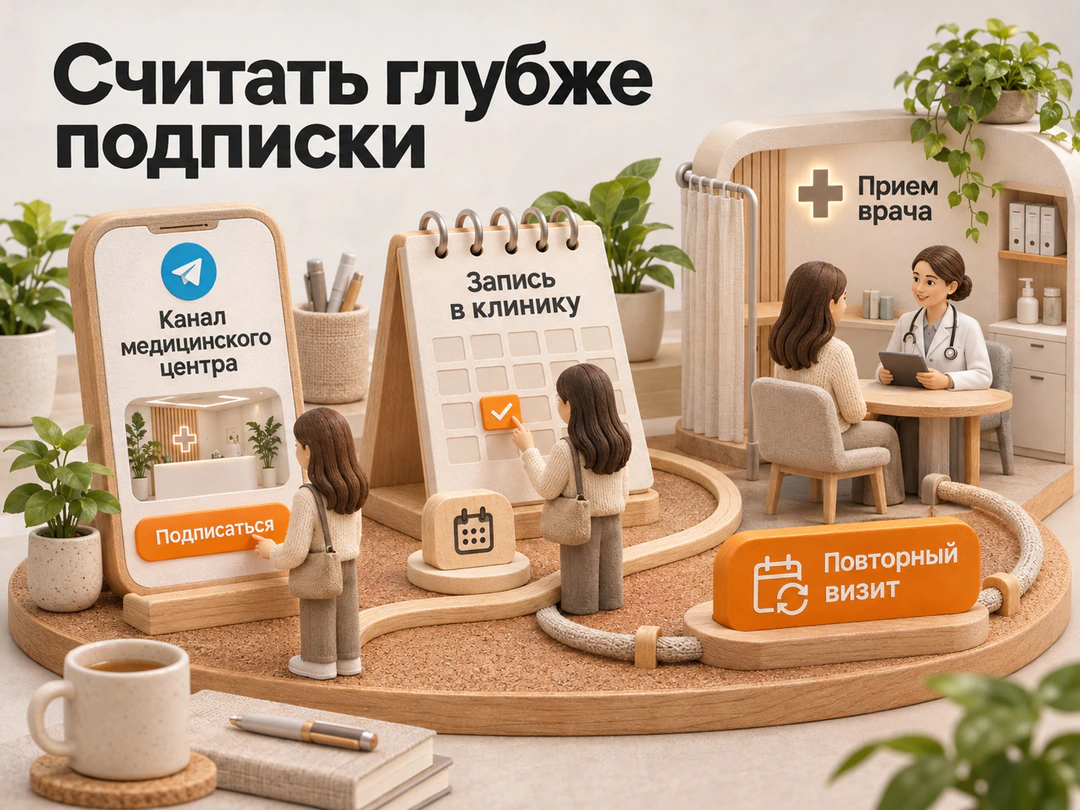 Считать глубже
подписки
Канал
медицинского
центра
Подписаться
Запись
в клинику
Прием
врача
Повторный
визит